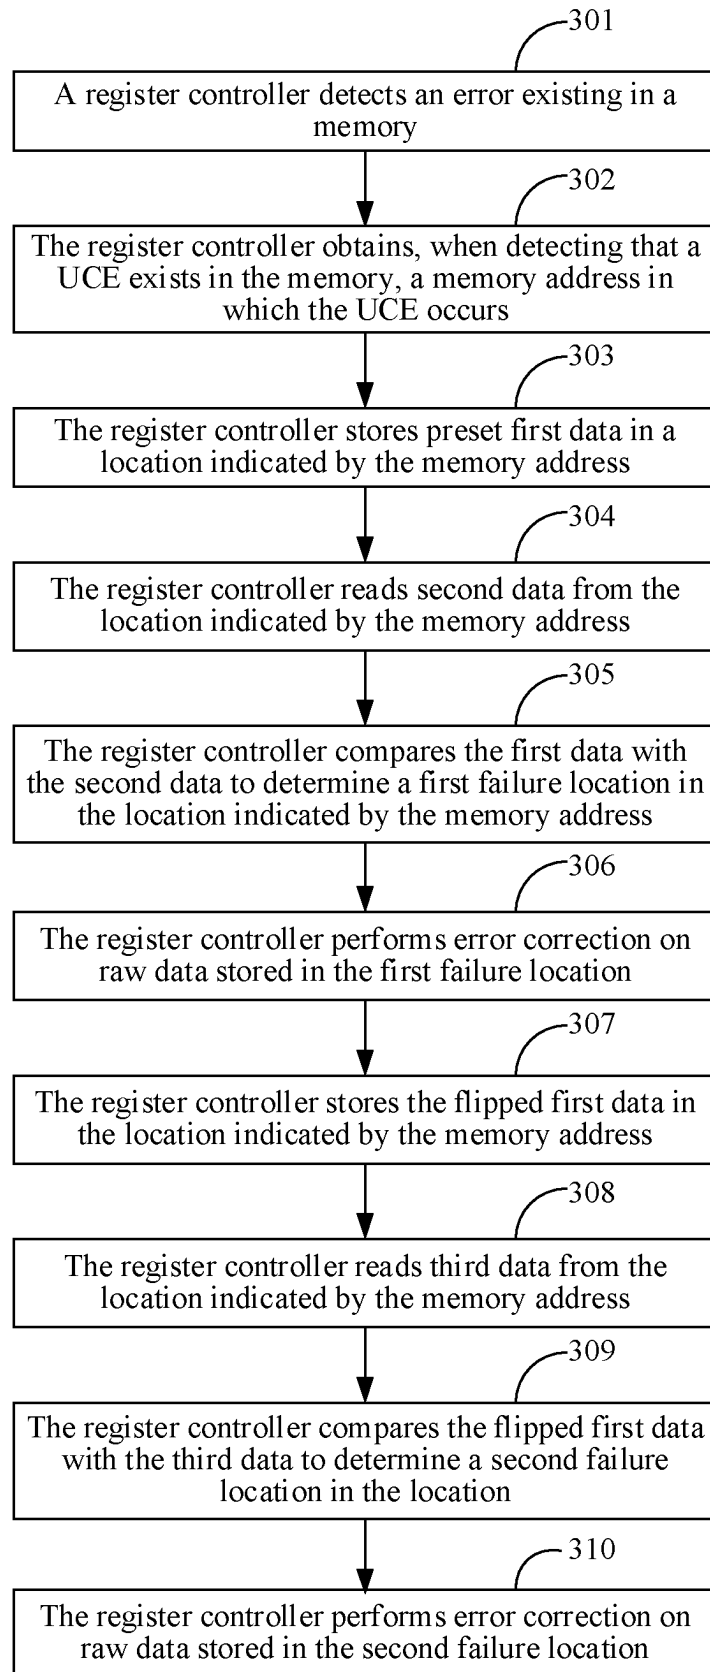 301
A register controller detects an error existing in a
memory
302
The register controller obtains, when detecting that a
UCE exists in the memory, a memory address in
which the UCE occurs
303
The register controller stores preset first data in a
location indicated by the memory address
304
The register controller reads second data from the
location indicated by the memory address
305
The register controller compares the first data with
the second data to determine a first failure location in
the location indicated by the memory address
306
The register controller performs error correction on
raw data stored in the first failure location
307
The register controller stores the flipped first data in
the location indicated by the memory address
308
The register controller reads third data from the
location indicated by the memory address
309
The register controller compares the flipped first data
with the third data to determine a second failure
location in the location
310
The register controller performs error correction on
raw data stored in the second failure location